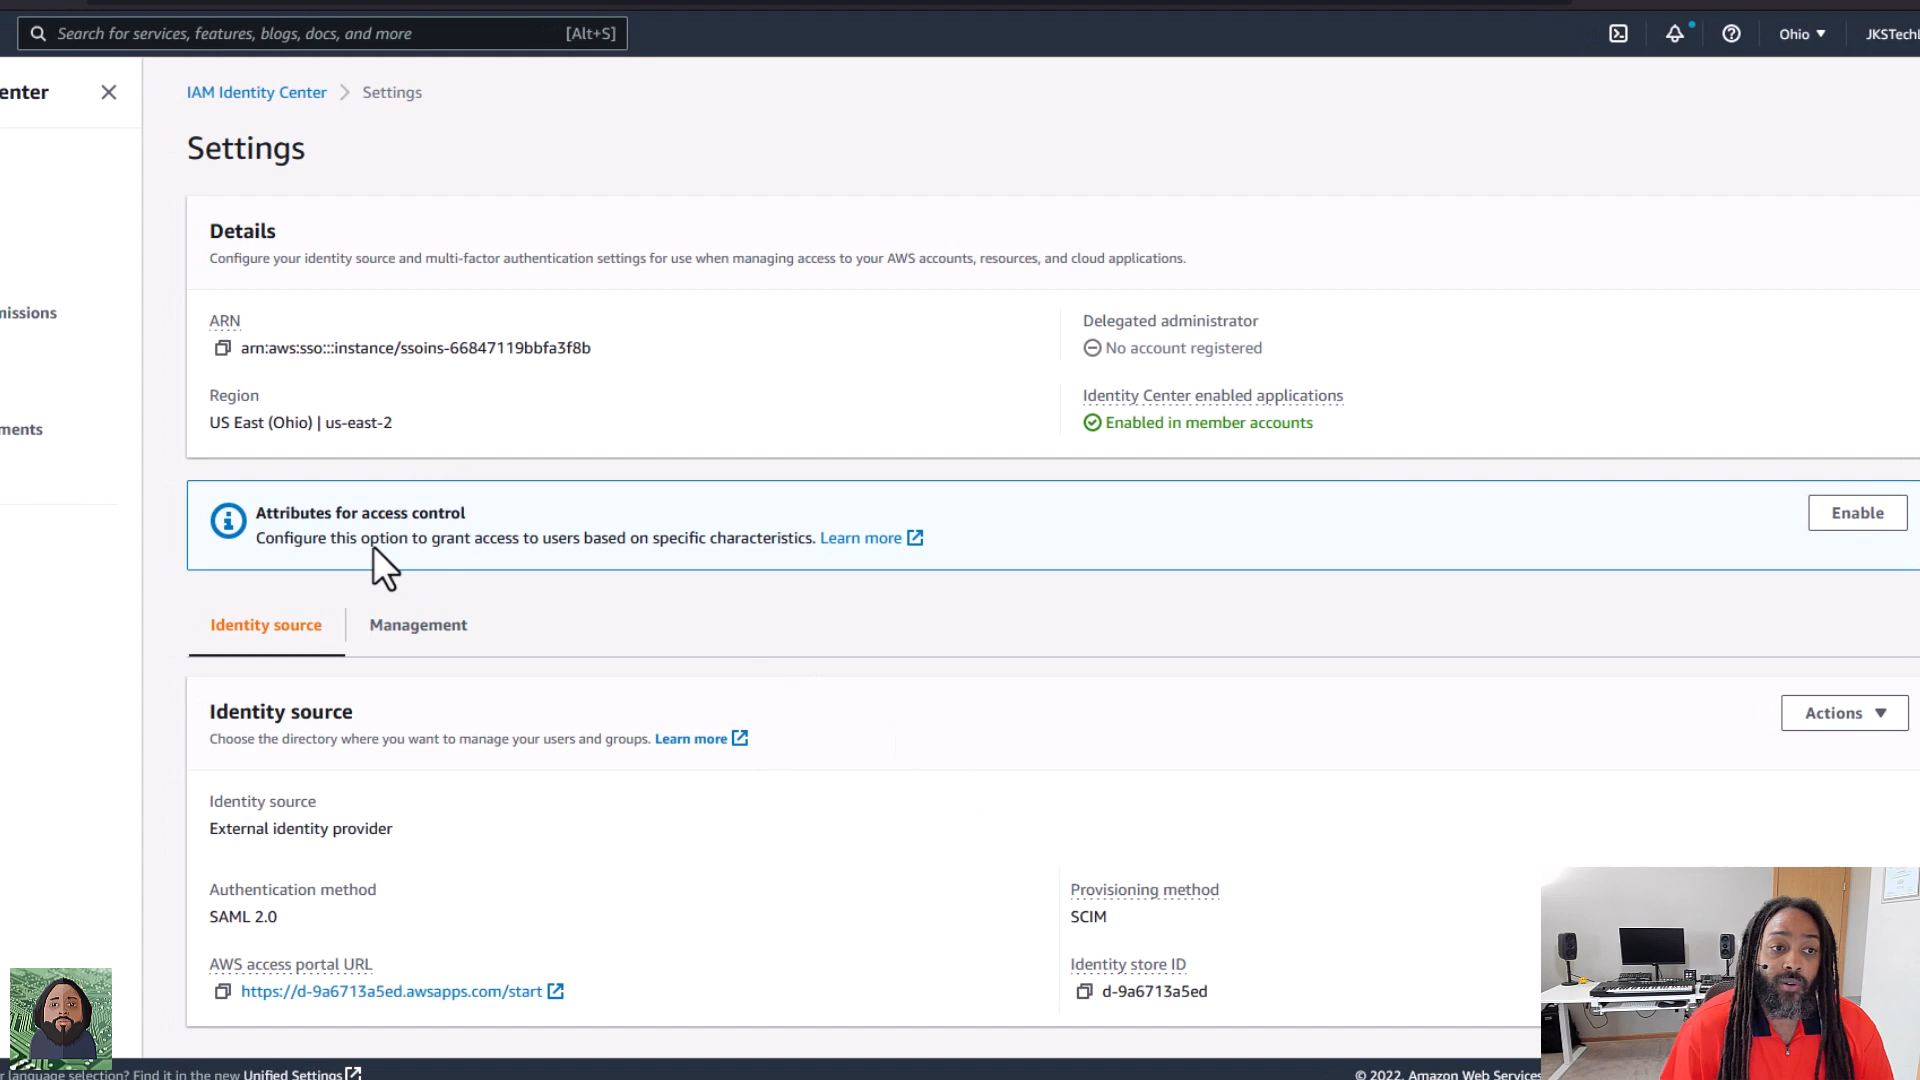 Search for services, features, blogs, docs, and more [Alt+S]
Ohio
JKSTech
enter
IAM Identity Center Settings
Settings
Details
Configure your identity source and multi-factor authentication settings for use when managing access to your AWS accounts, resources, and cloud applications.
missions
ARN
arn:aws:sso:::instance/ssoins-66847119bbfa3f8b
Delegated administrator
No account registered
Region
US East (Ohio) | us-east-2
Identity Center enabled applications
Enabled in member accounts
ments
Attributes for access control
Configure this option to grant access to users based on specific characteristics. Learn more
Enable
Identity source
Management
Identity source
Choose the directory where you want to manage your users and groups. Learn more
Actions
Identity source
External identity provider
Authentication method
SAML 2.0
Provisioning method
SCIM
AWS access portal URL
https://d-9a6713a5ed.awsapps.com/start
Identity store ID
d-9a6713a5ed
language selection? Find it in the new Unified Settings
© 2022, Amazon Web Services